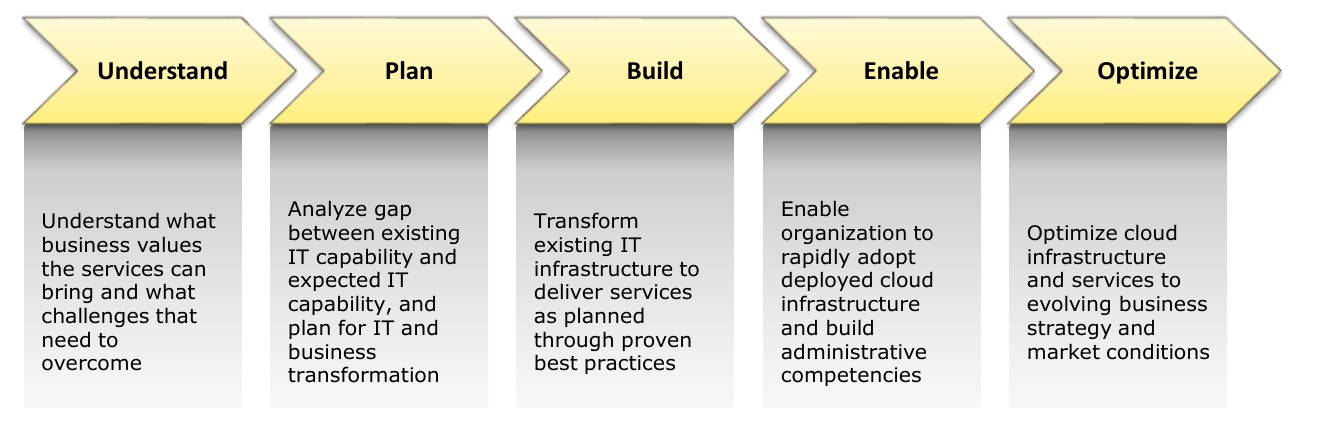 Understand
Plan
Build
Enable
Optimize
Understand what
business values
the services can
bring and what
challenges that
need to
overcome
Analyze gap
between existing
IT capability and
expected IT
capability, and
plan for IT and
business
transformation
Transform
existing IT
infrastructure to
deliver services
as planned
through proven
best practices
Enable
organization to
rapidly adopt
deployed cloud
infrastructure
and build
administrative
competencies
Optimize cloud
infrastructure
and services to
evolving business
strategy and
market conditions